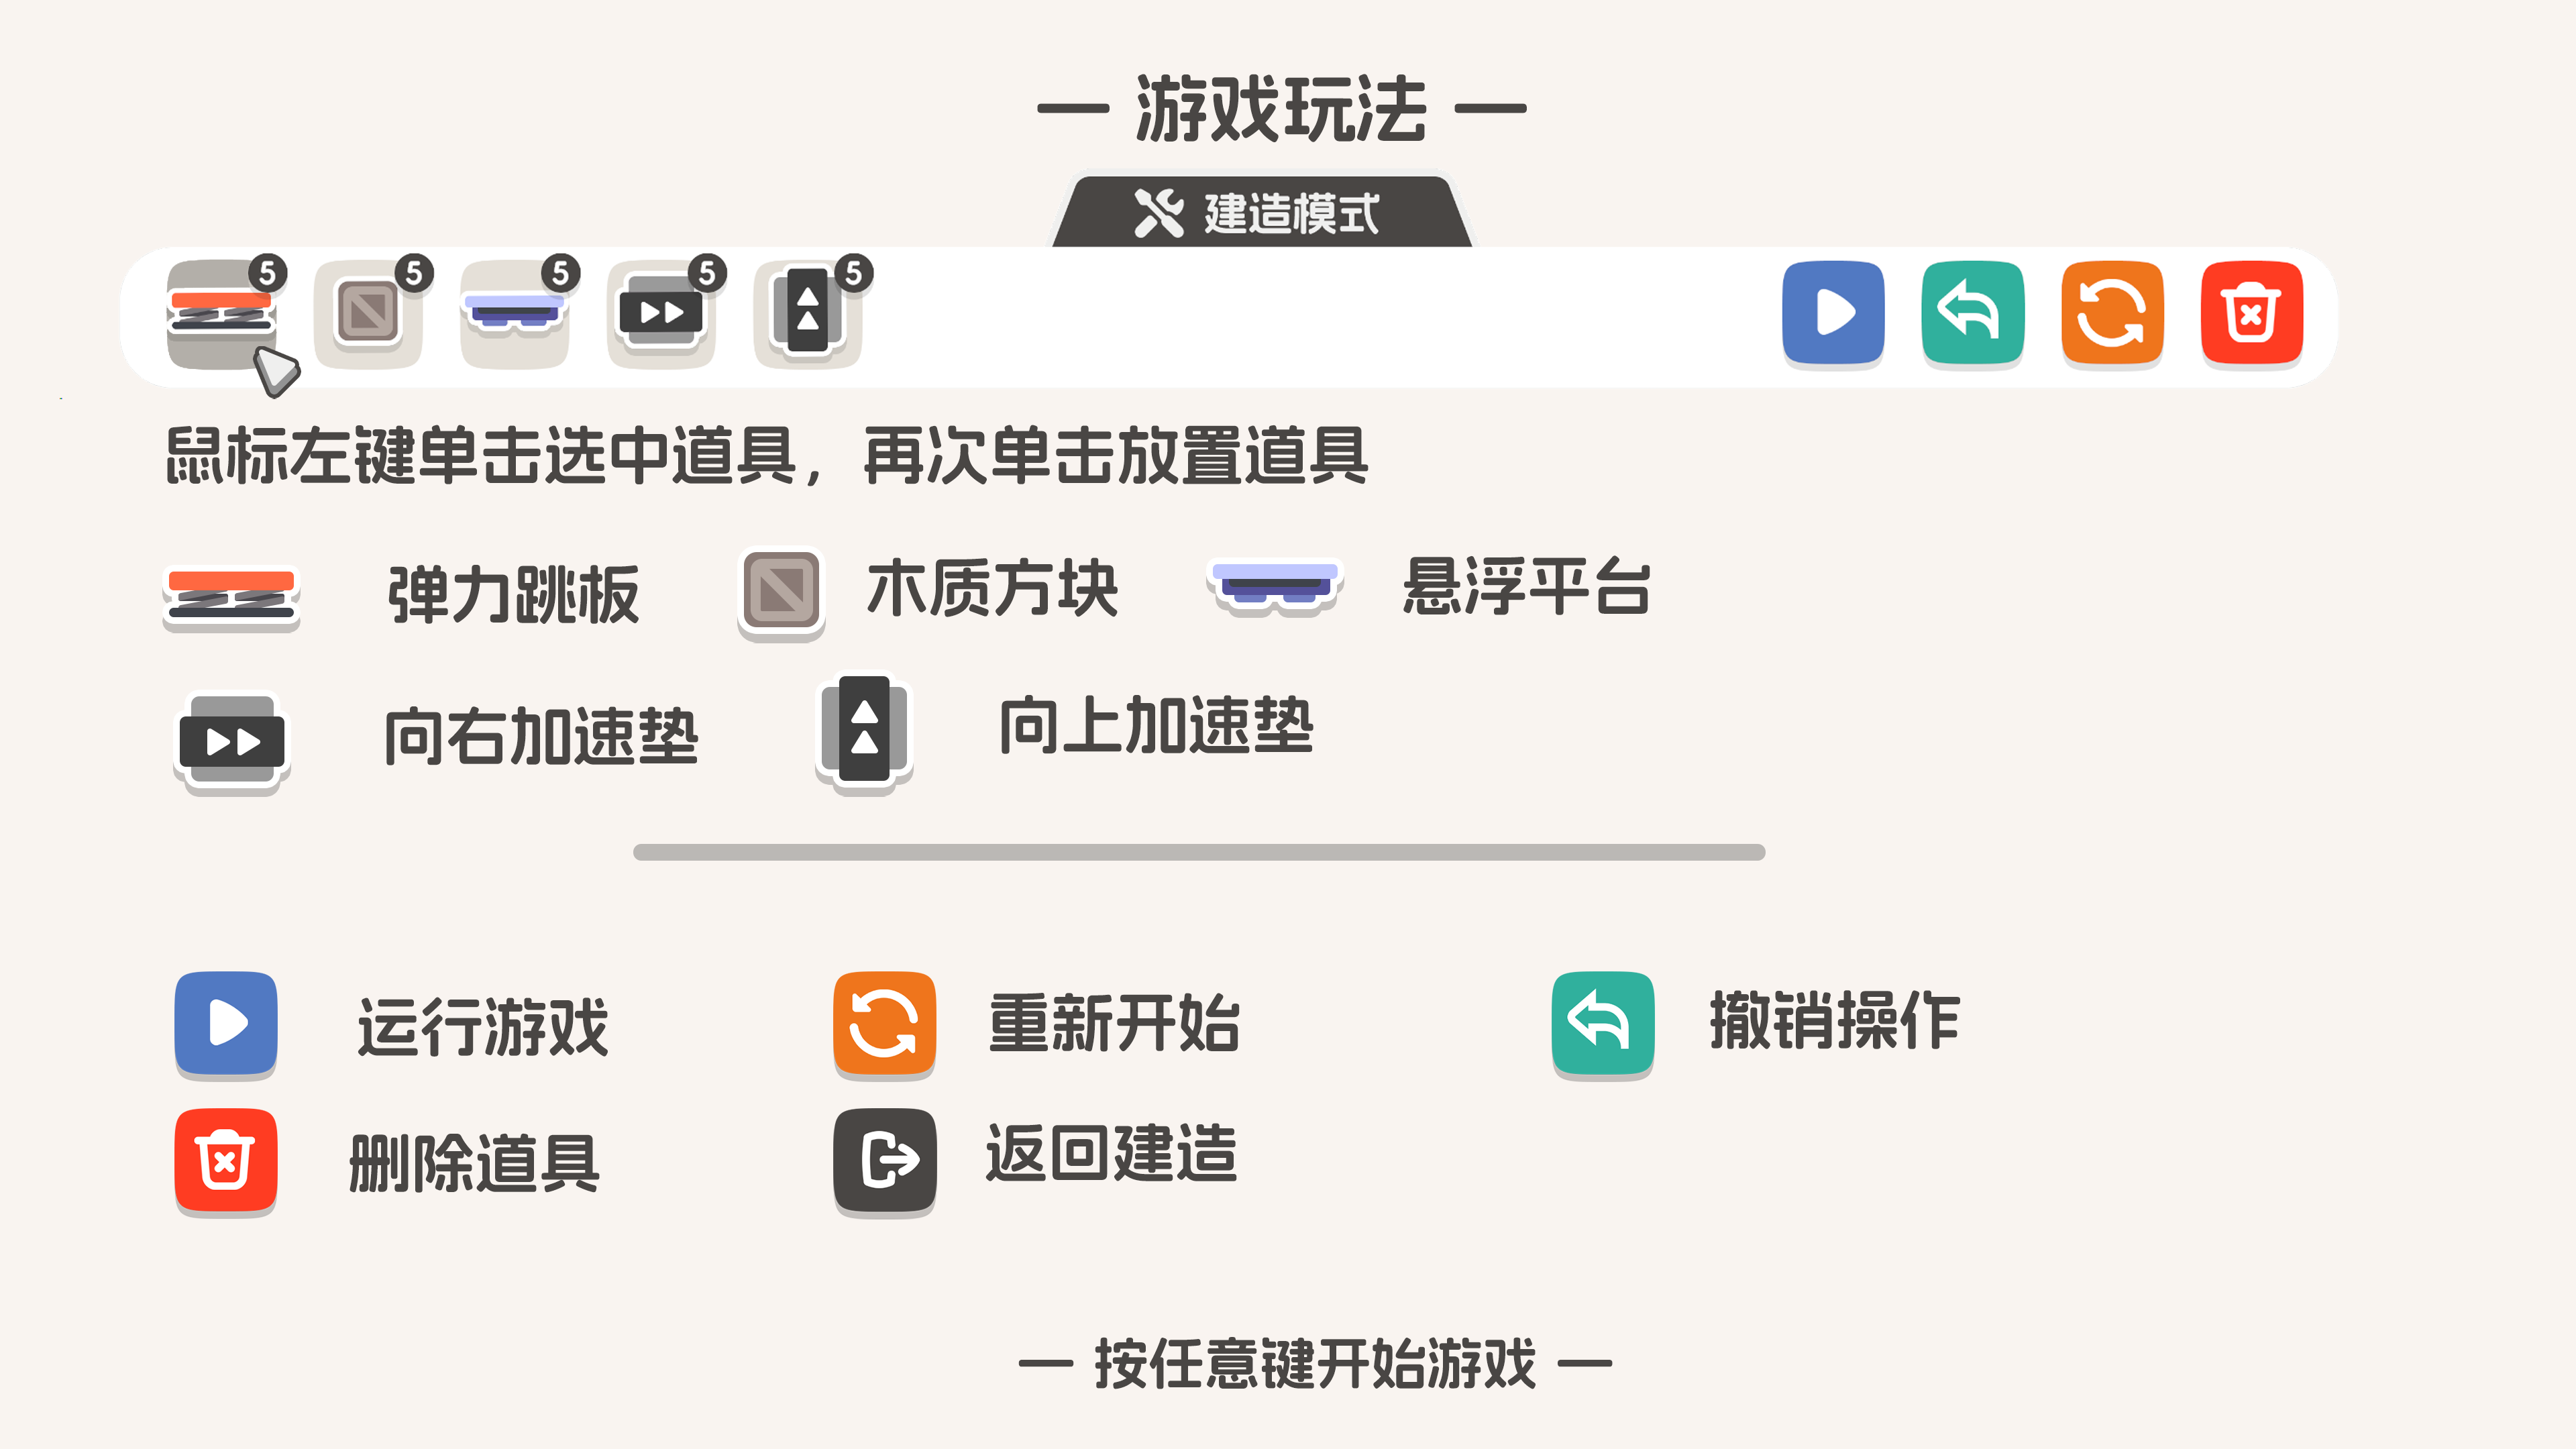 — 游戏玩法 —
建造模式
5 5 5 5 5
鼠标左键单击选中道具，再次单击放置道具
弹力跳板 木质方块 悬浮平台
向右加速垫 向上加速垫
运行游戏 重新开始 撤销操作
删除道具 返回建造
— 按任意键开始游戏 —